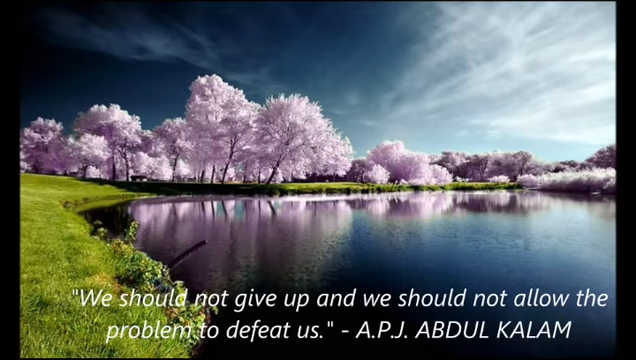 "We should not give up and we should not allow the
problem to defeat us." - A.P.J. ABDUL KALAM